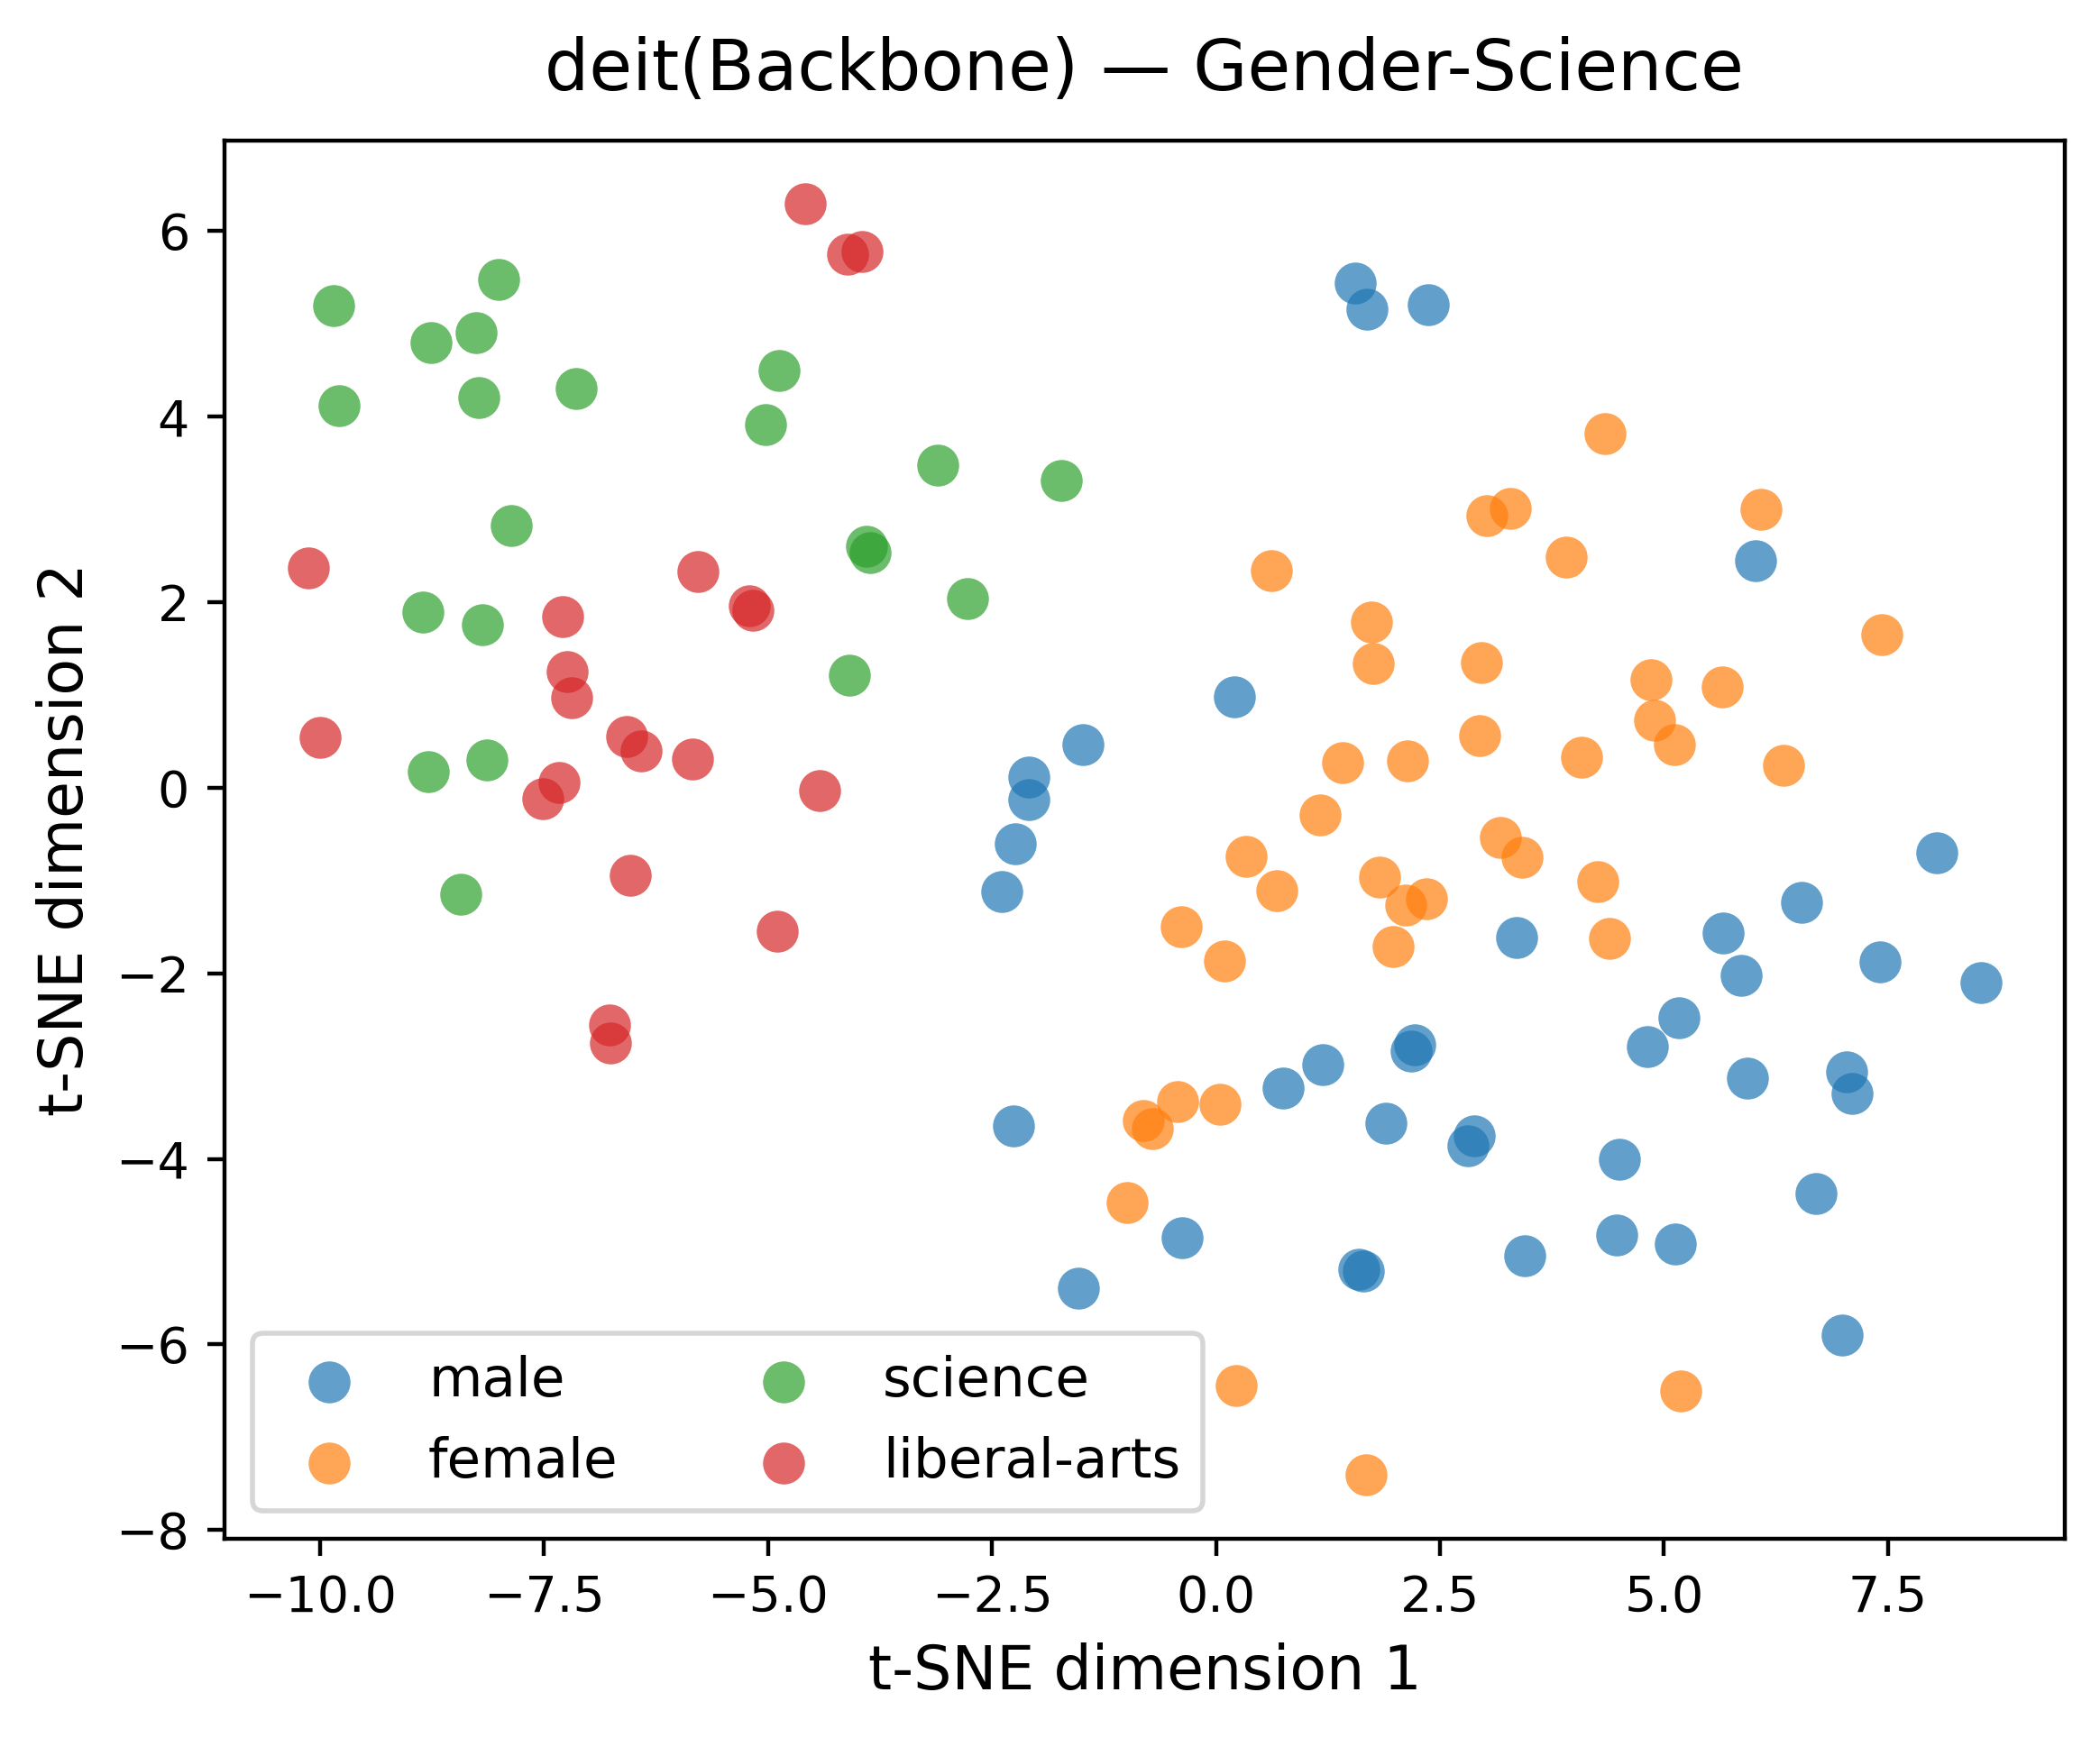 deit(Backbone) — Gender-Science
t-SNE dimension 2
6
4
2
0
−2
−4
−6
−8
male
female
science
liberal-arts
−10.0
−7.5
−5.0
−2.5
0.0
2.5
5.0
7.5
t-SNE dimension 1